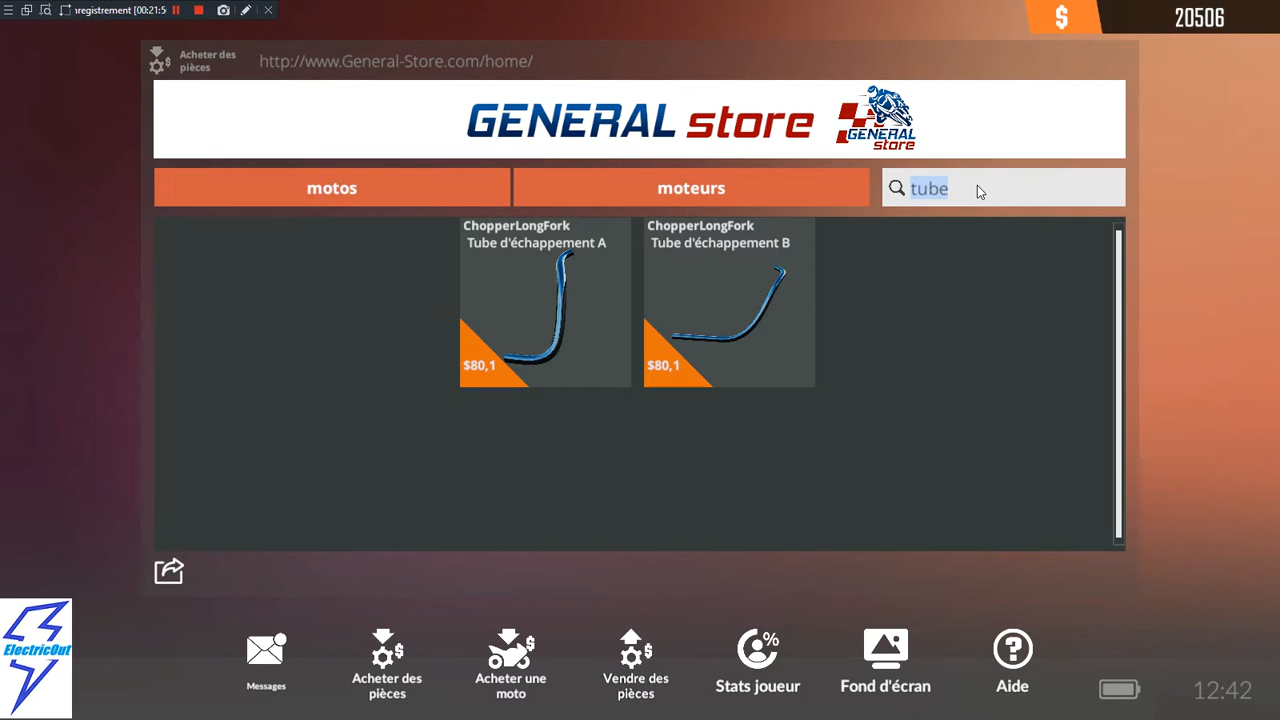 nregistrement [00:21:5
$ 20506
Acheter des
pièces
http://www.General-Store.com/home/
GENERAL store
GENERAL
store
motos
moteurs
tube
ChopperLongFork
Tube d'échappement A
$80,1
ChopperLongFork
Tube d'échappement B
$80,1
ElectricOut
Messages
Acheter des
pièces
Acheter une
moto
Vendre des
pièces
Stats joueur
Fond d'écran
Aide
12:42